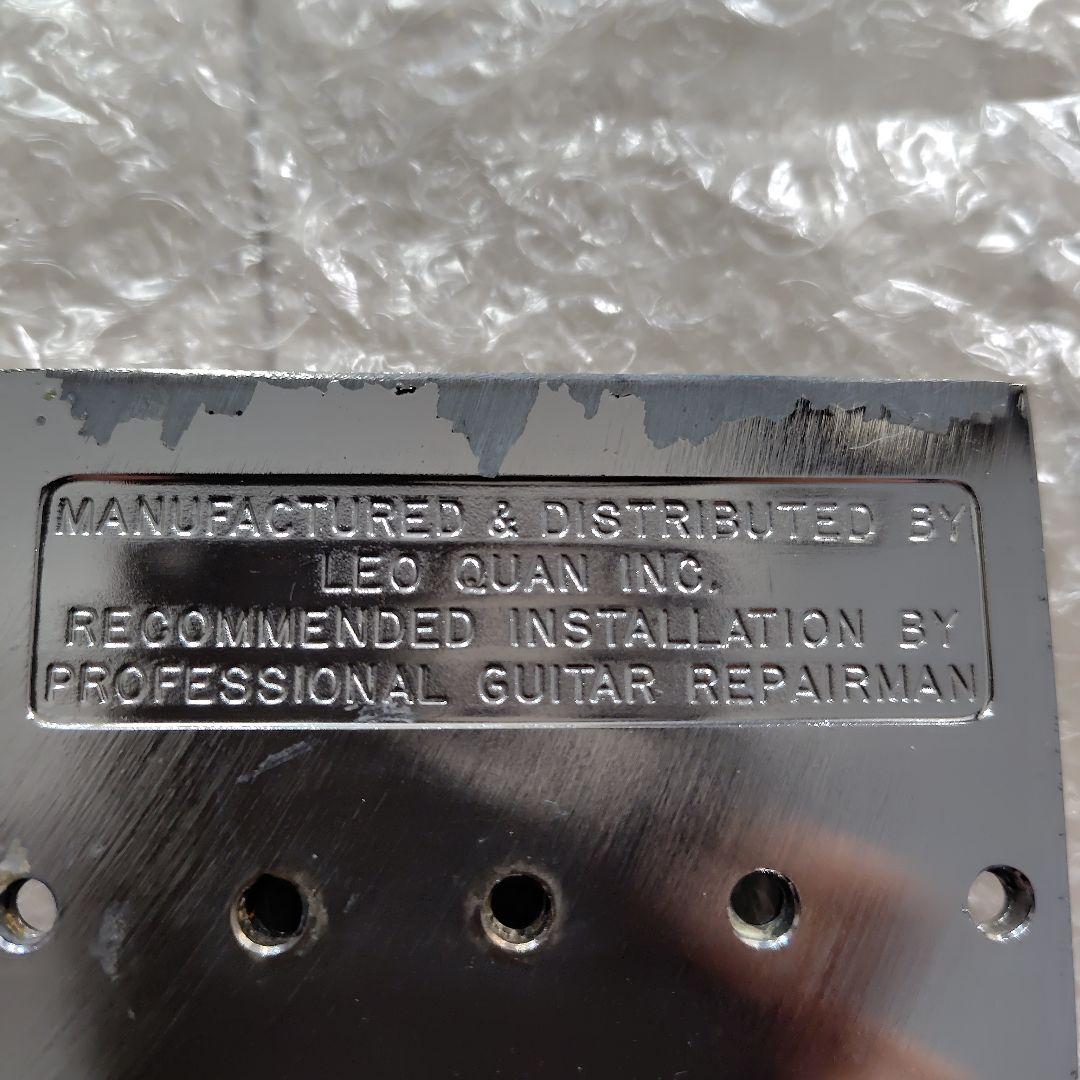 MANUFACTURED & DISTRIBUTED BY
LEO QUAN INC.
RECOMMENDED INSTALLATION BY
PROFESSIONAL GUITAR REPAIRMAN